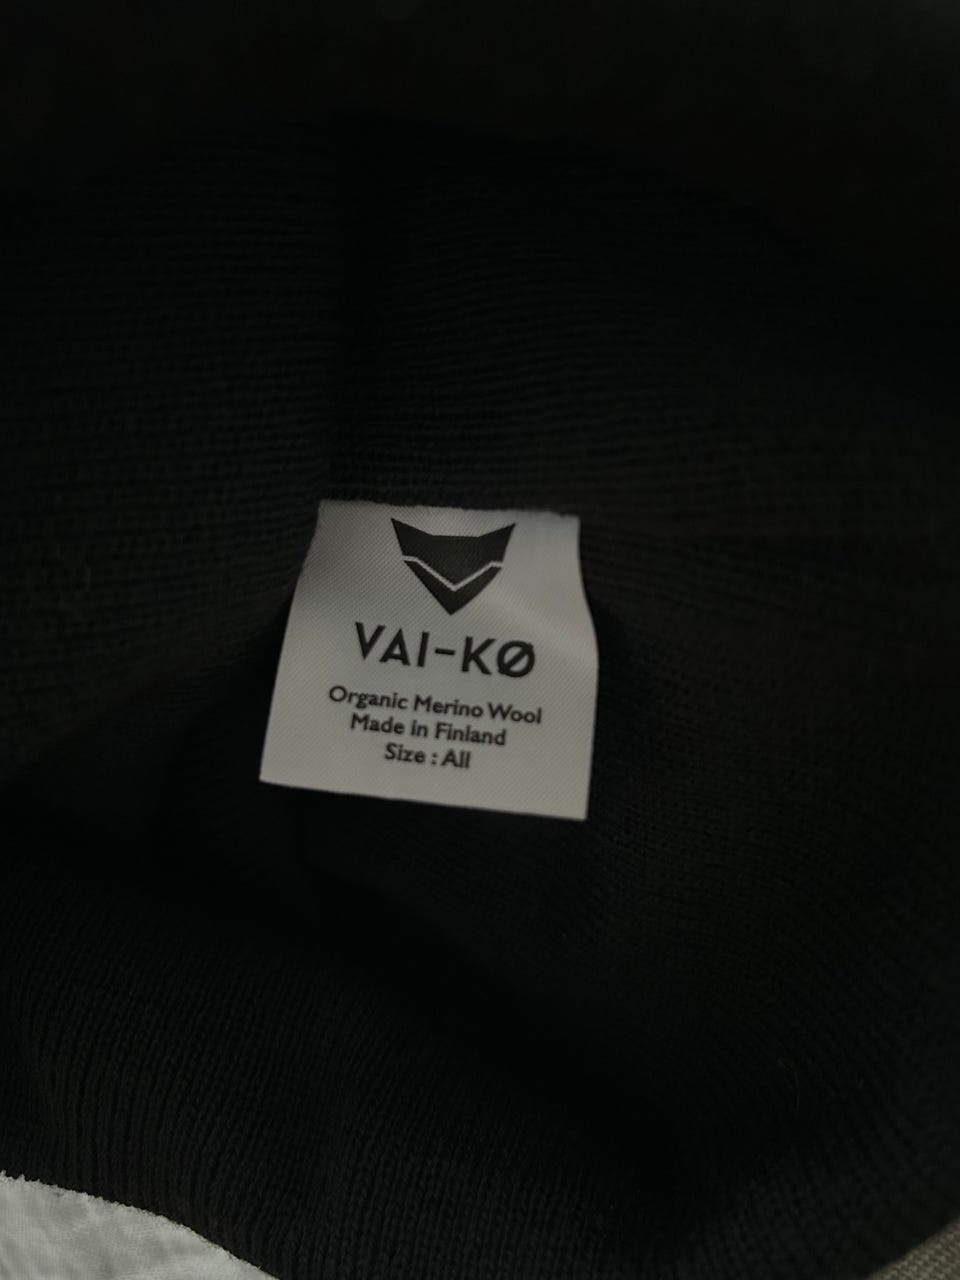 VAI-KØ
Organic Merino Wool
Made in Finland
Size : All